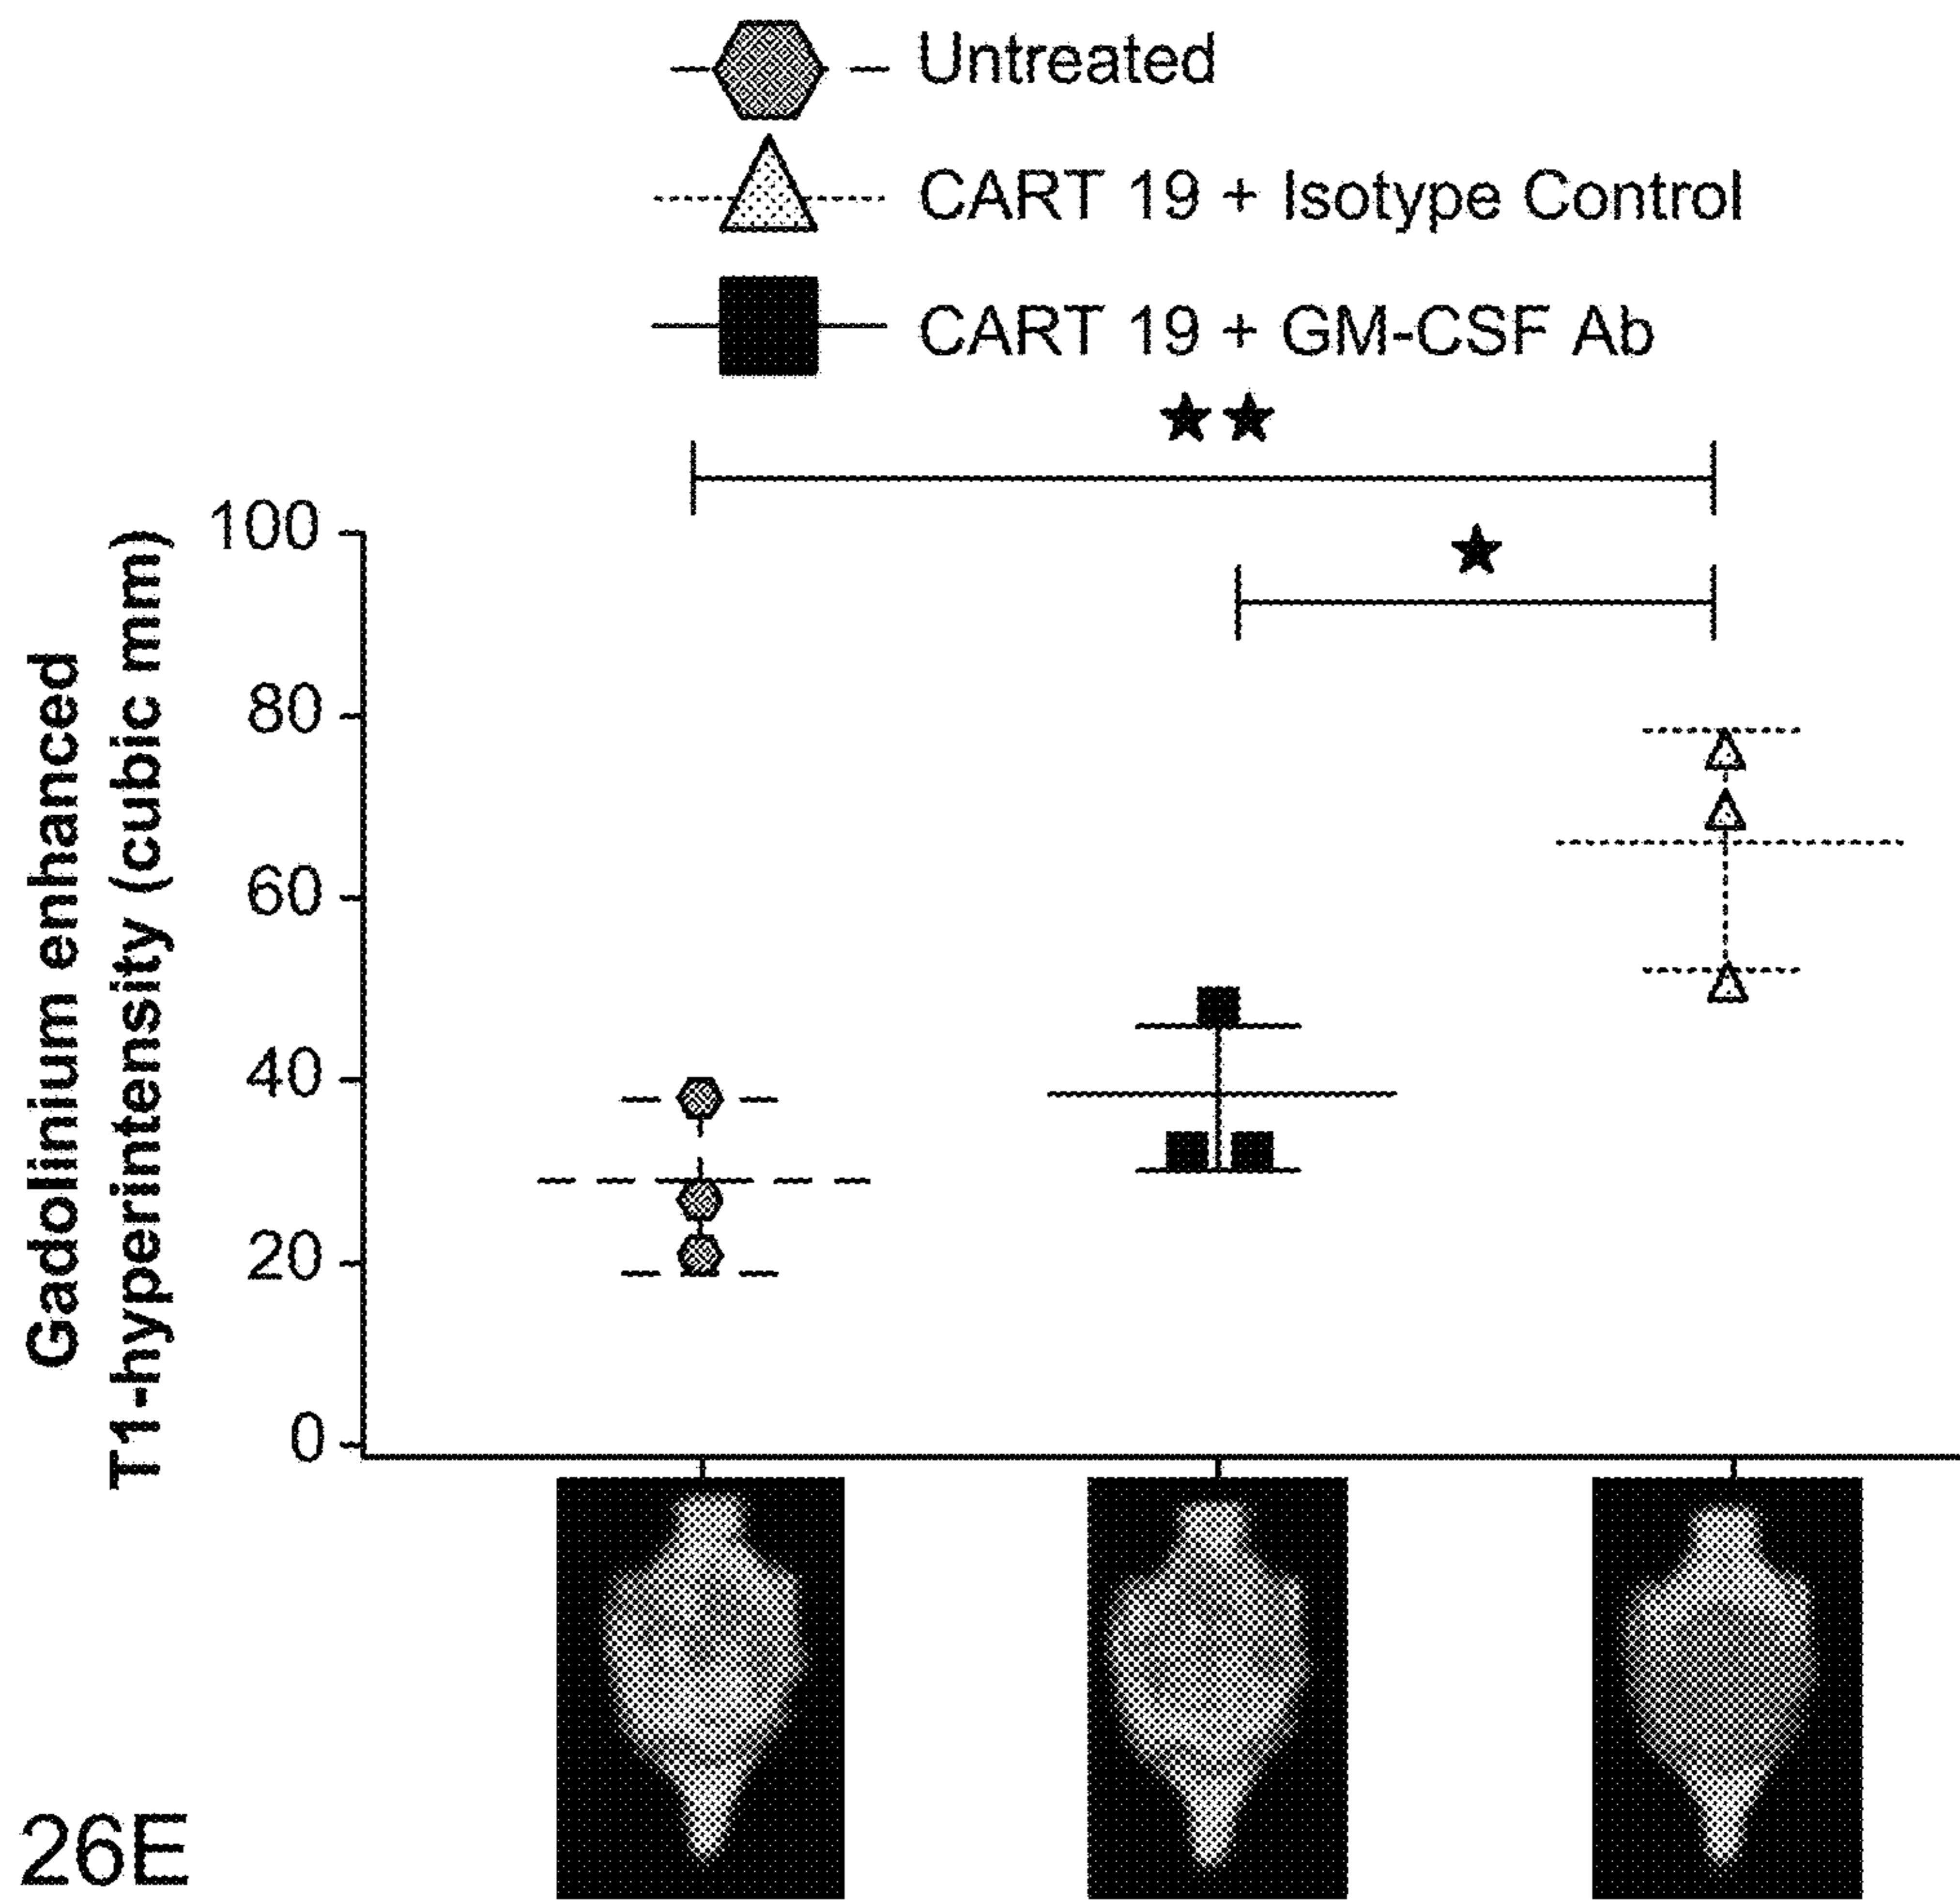 Untreated
CART 19 + Isotype Control
CART 19 + GM-CSF Ab
★★
★
Gadolinium enhanced
T1-hyperintensity (cubic mm)
100
80
60
40
20
0
26E